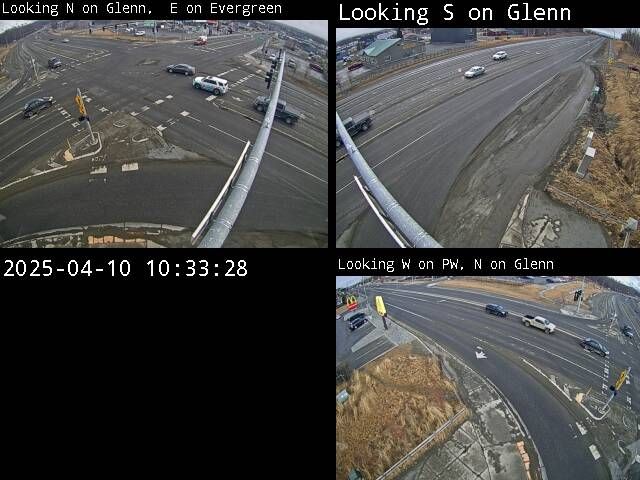 Looking N on Glenn,  E on Evergreen
Looking S on Glenn
2025-04-10 10:33:28
Looking W on PW, N on Glenn